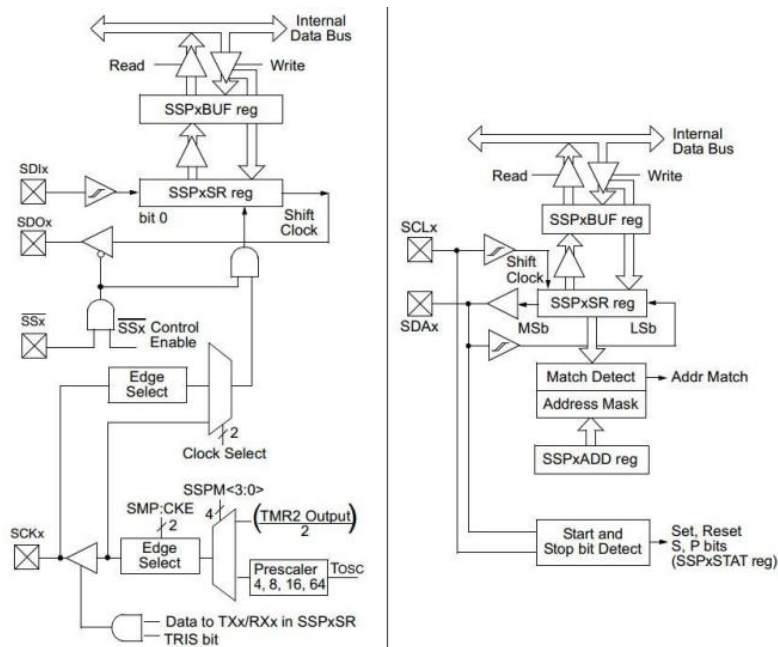 Internal
Data Bus
Read
Write
SSPxBUF reg
SDIx
SSPxSR reg
bit 0
Shift
Clock
SDOx
SSx
SSx Control
Enable
Edge
Select
2
Clock Select
SSPM<3:0>
SMP:CKE
4
(TMR2 Output)
2
2
SCKx
Edge
Select
Prescaler
4, 8, 16, 64
TOSC
Data to TXx/RXx in SSPxSR
TRIS bit
Internal
Data Bus
Read
Write
SSPxBUF reg
SCLx
Shift
Clock
SSPxSR reg
SDAx
MSb
LSb
Match Detect
Addr Match
Address Mask
SSPxADD reg
Start and
Stop bit Detect
Set, Reset
S, P bits
(SSPxSTAT reg)